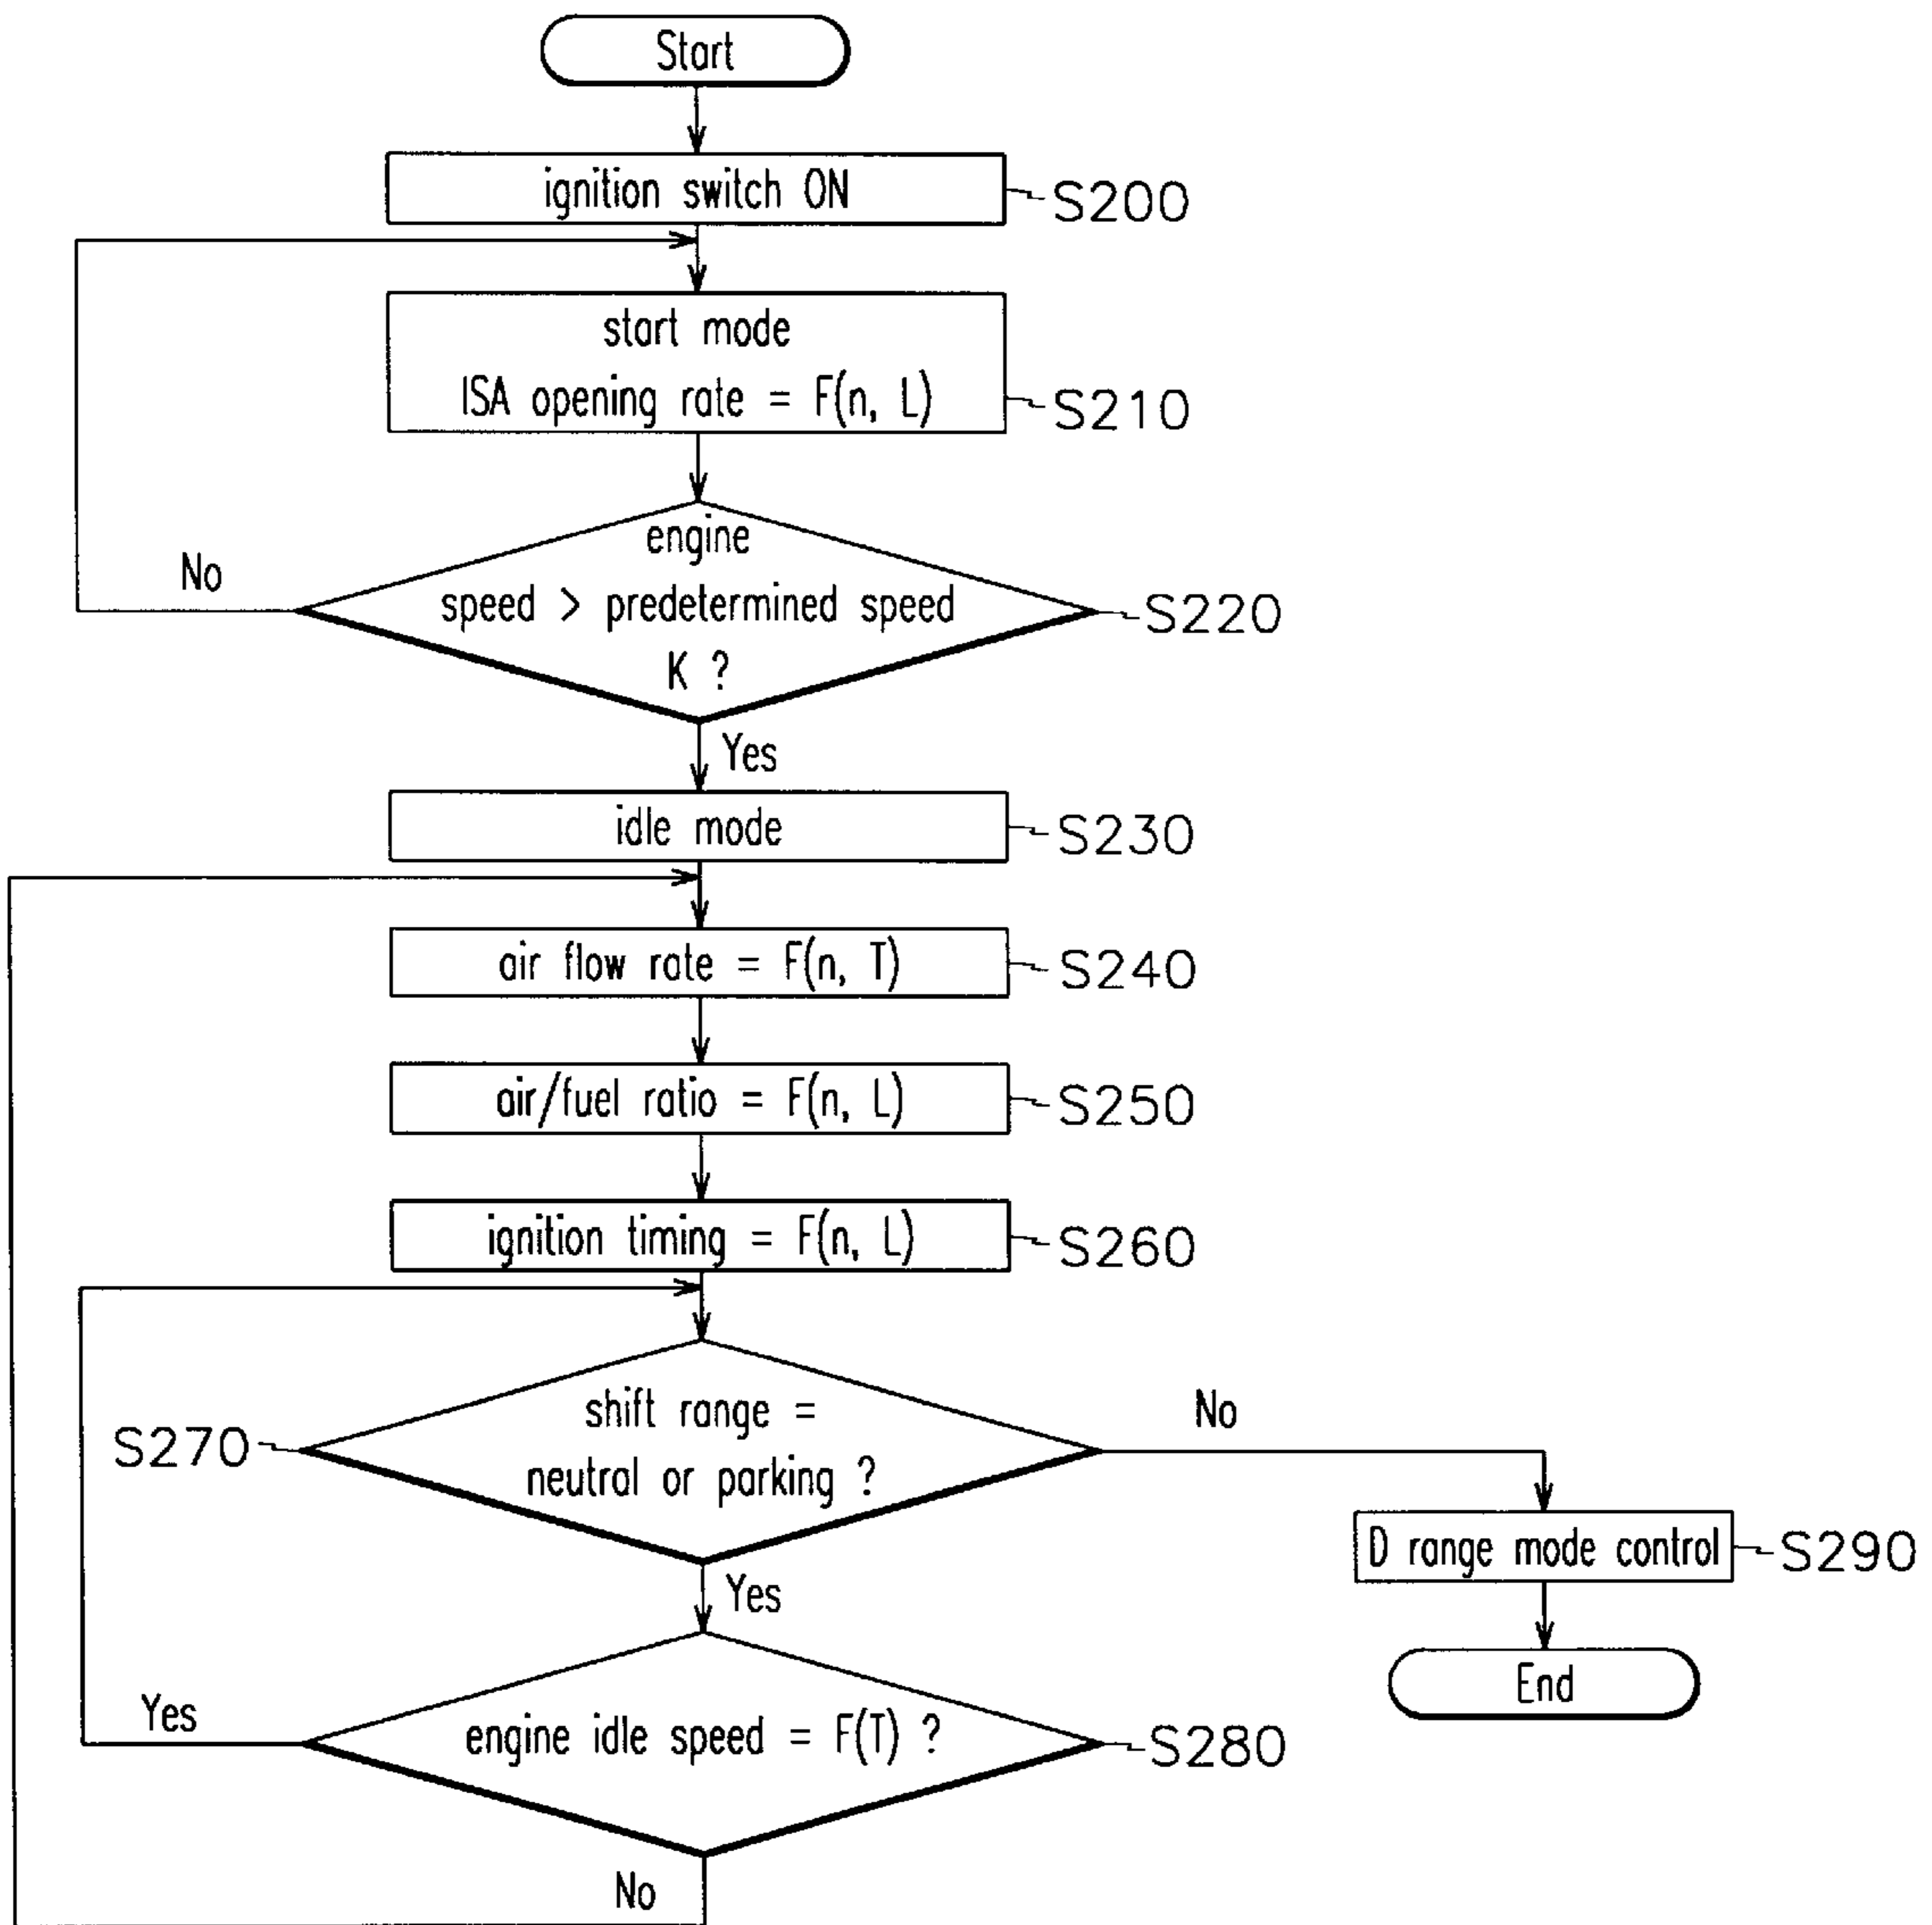 Start
ignition switch ON
S200
start mode
ISA opening rate = F(n, L)
S210
engine
speed > predetermined speed
K ?
S220
No
Yes
idle mode
S230
air flow rate = F(n, T)
S240
air/fuel ratio = F(n, L)
S250
ignition timing = F(n, L)
S260
shift range =
neutral or parking ?
S270
No
Yes
D range mode control
S290
End
engine idle speed = F(T) ?
S280
Yes
No